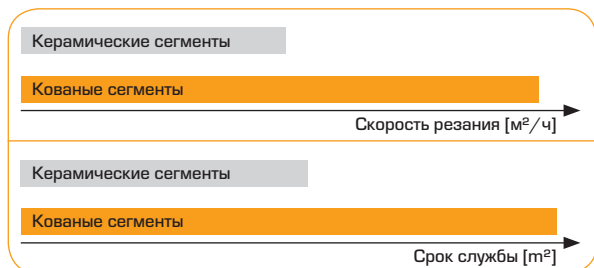 Керамические сегменты
Кованые сегменты
Скорость резания [м²/ч]
Керамические сегменты
Кованые сегменты
Срок службы [m²]